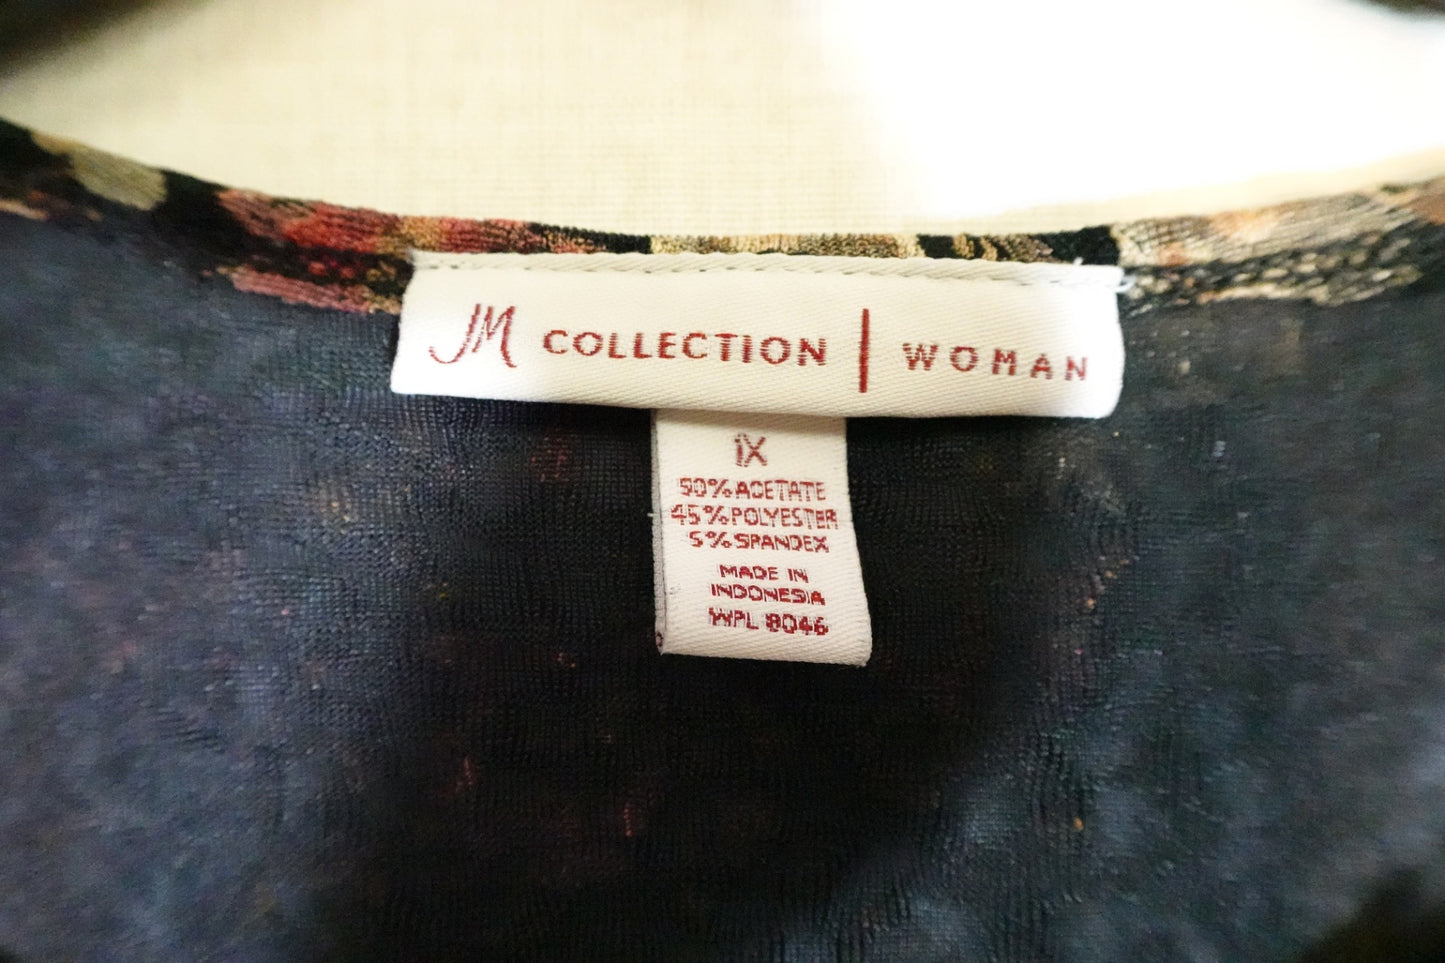 JM COLLECTION | WOMAN
1X
50% ACETATE
45% POLYESTER
5% SPANDEX
MADE IN
INDONESIA
WPL 8046